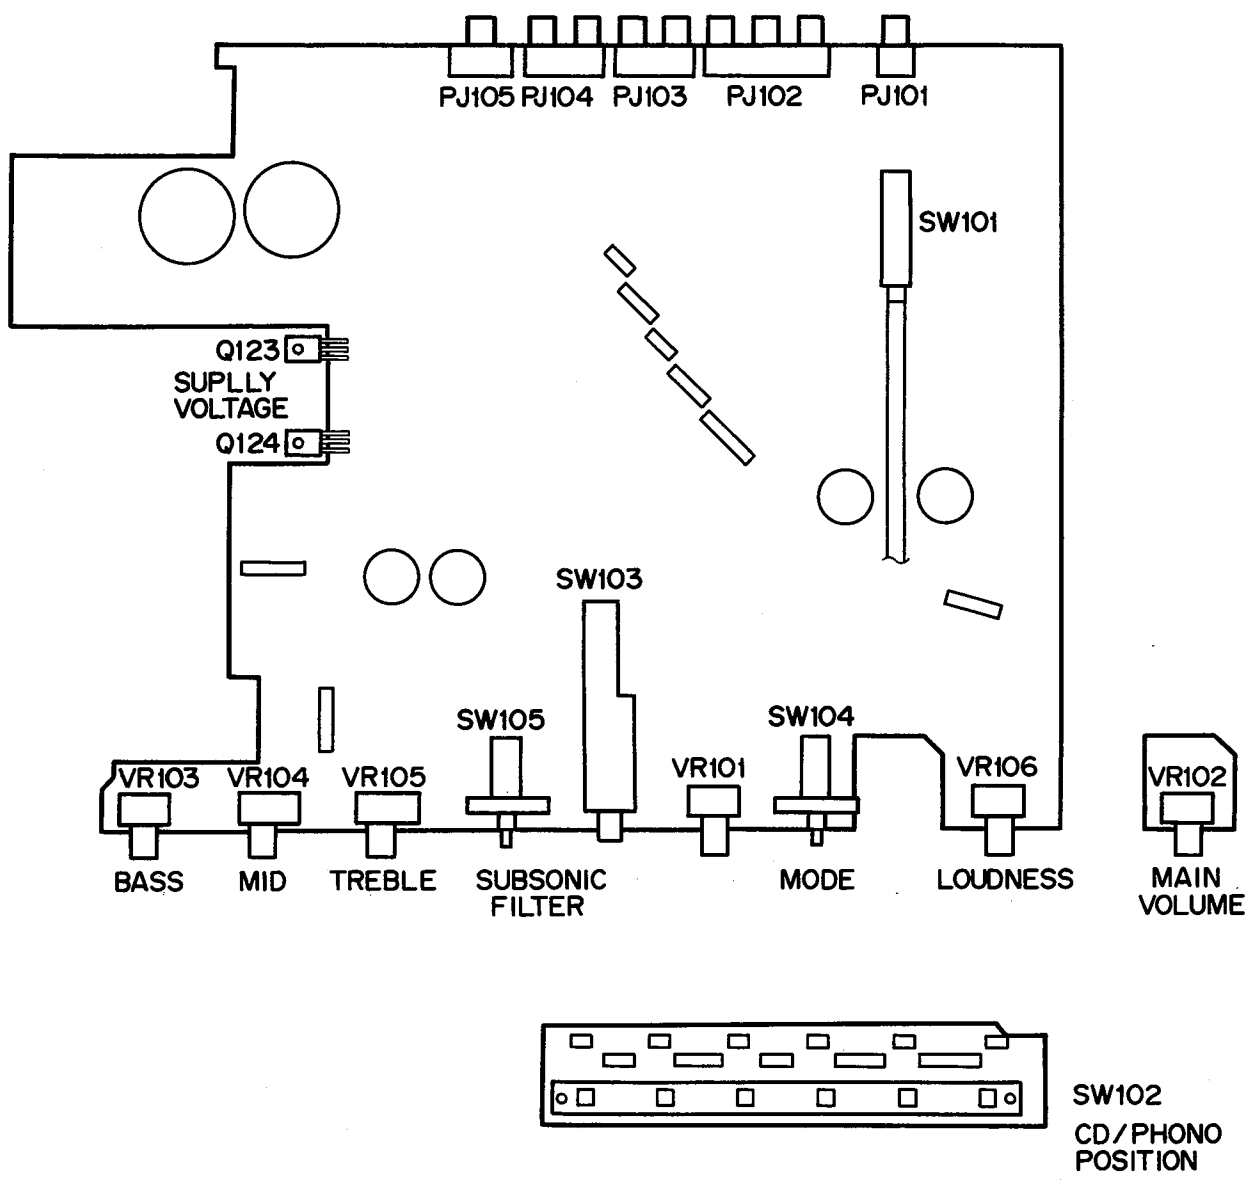 PJ105 PJ104 PJ103 PJ102 PJ101
SW101
Q123
SUPLLY
VOLTAGE
Q124
SW103
SW105
SW104
VR103 VR104 VR105
VR101
VR106
VR102
BASS MID TREBLE
SUBSONIC
FILTER
MODE
LOUDNESS
MAIN
VOLUME
SW102
CD/PHONO
POSITION